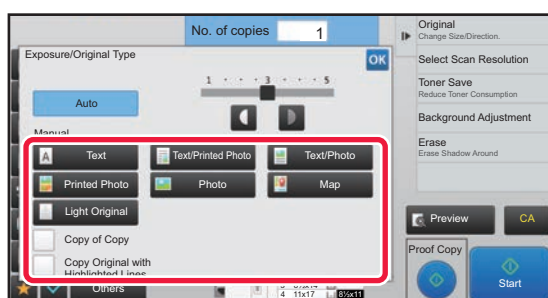 No. of copies 1
Exposure/Original Type
OK
1 · · · 3 · · · 5
Auto
Manual
A Text
Text/Printed Photo
Text/Photo
Printed Photo
Photo
Map
Light Original
Copy of Copy
Copy Original with
Highlighted Lines
Others
4 11x17
8½x11
Original
Change Size/Direction.
Select Scan Resolution
Toner Save
Reduce Toner Consumption
Background Adjustment
Erase
Erase Shadow Around
Preview
CA
Proof Copy
Start